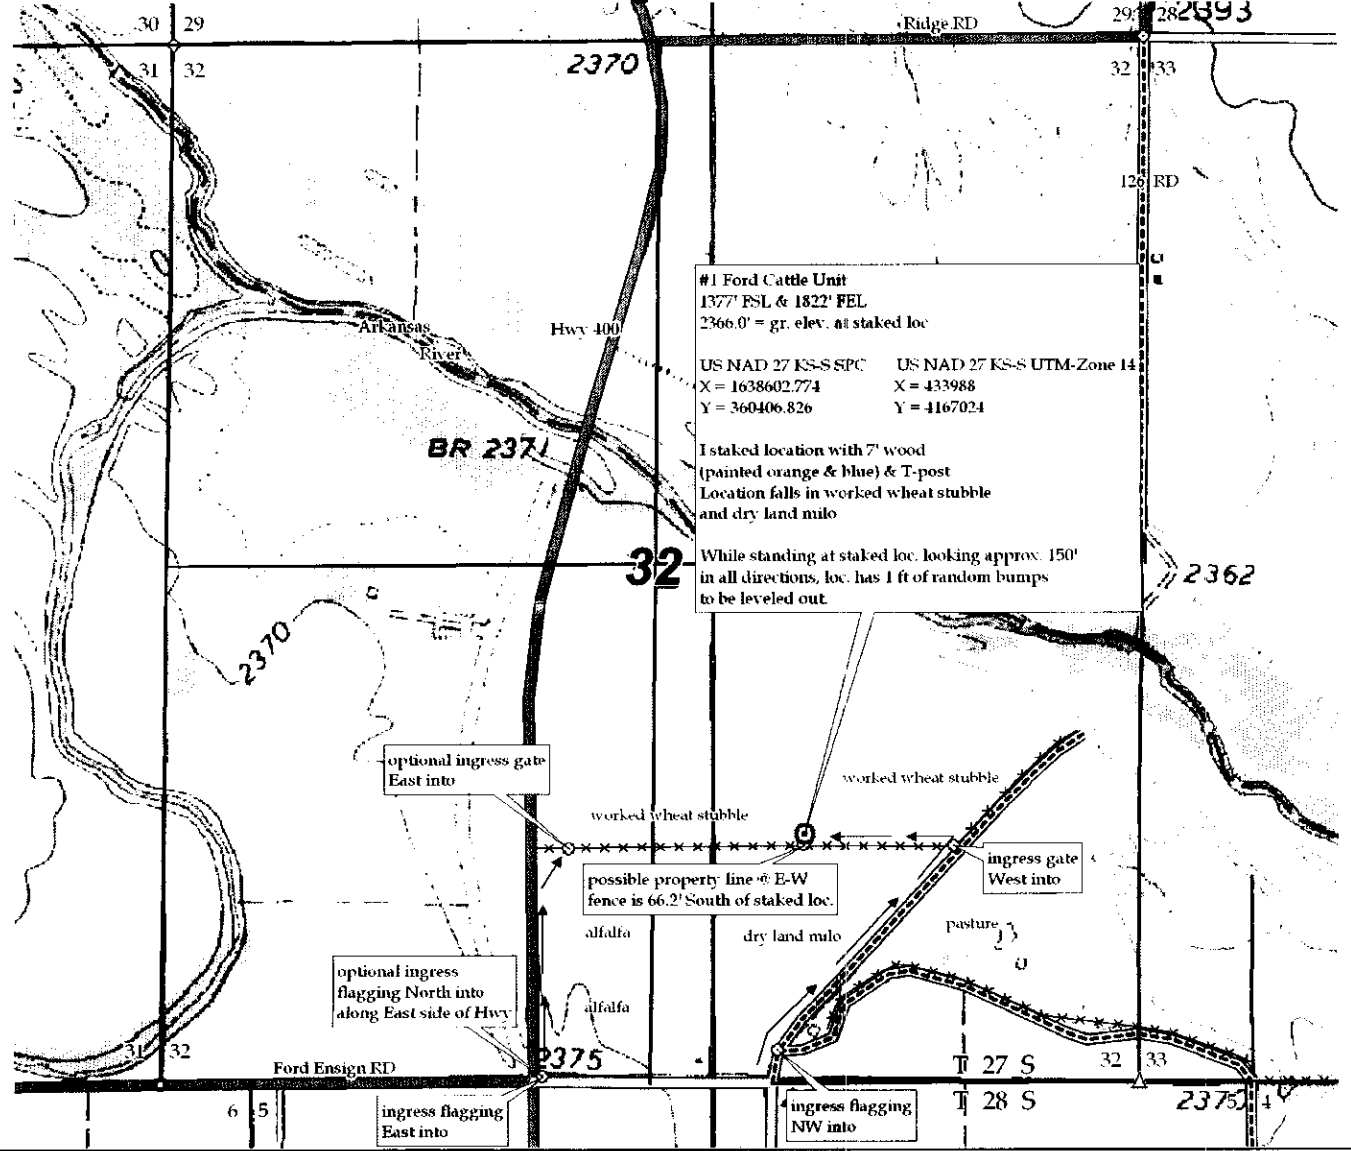 30 29
Ridge RD
29 28 2393
31 32
2370
32 33
126 RD
#1 Ford Cattle Unit
1377' FSL & 1822' FEL
2366.0' = gr. elev. at staked loc
US NAD 27 KS-S SPC US NAD 27 KS-S UTM-Zone 14
X = 1638602.774 X = 433988
Y = 360406.826 Y = 4167024
I staked location with 7' wood
(painted orange & blue) & T-post
Location falls in worked wheat stubble
and dry land milo
While standing at staked loc. looking approx. 150'
in all directions, loc. has 1 ft of random bumps
to be leveled out.
Arkansas
River
Hwy 400
BR 2371
32
2362
2370
optional ingress gate
East into
worked wheat stubble
worked wheat stubble
ingress gate
West into
possible property line @ E-W
fence is 66.2' South of staked loc.
alfalfa
dry land milo
pasture
optional ingress
flagging North into
along East side of Hwy
alfalfa
31 32
Ford Ensign RD
2375
T 27 S
32 33
6 5
ingress flagging
East into
ingress flagging
NW into
T 28 S
4